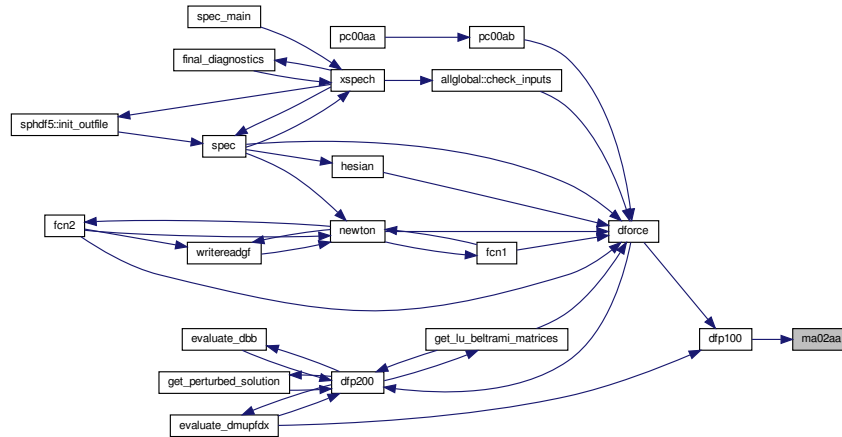 spec_main
pc00aa
pc00ab
final_diagnostics
xspech
allglobal::check_inputs
sphdf5::init_outfile
spec
hesian
fcn2
newton
dforce
writereadgf
fcn1
evaluate_dbb
get_lu_beltrami_matrices
dfp100
ma02aa
get_perturbed_solution
dfp200
evaluate_dmupfdx